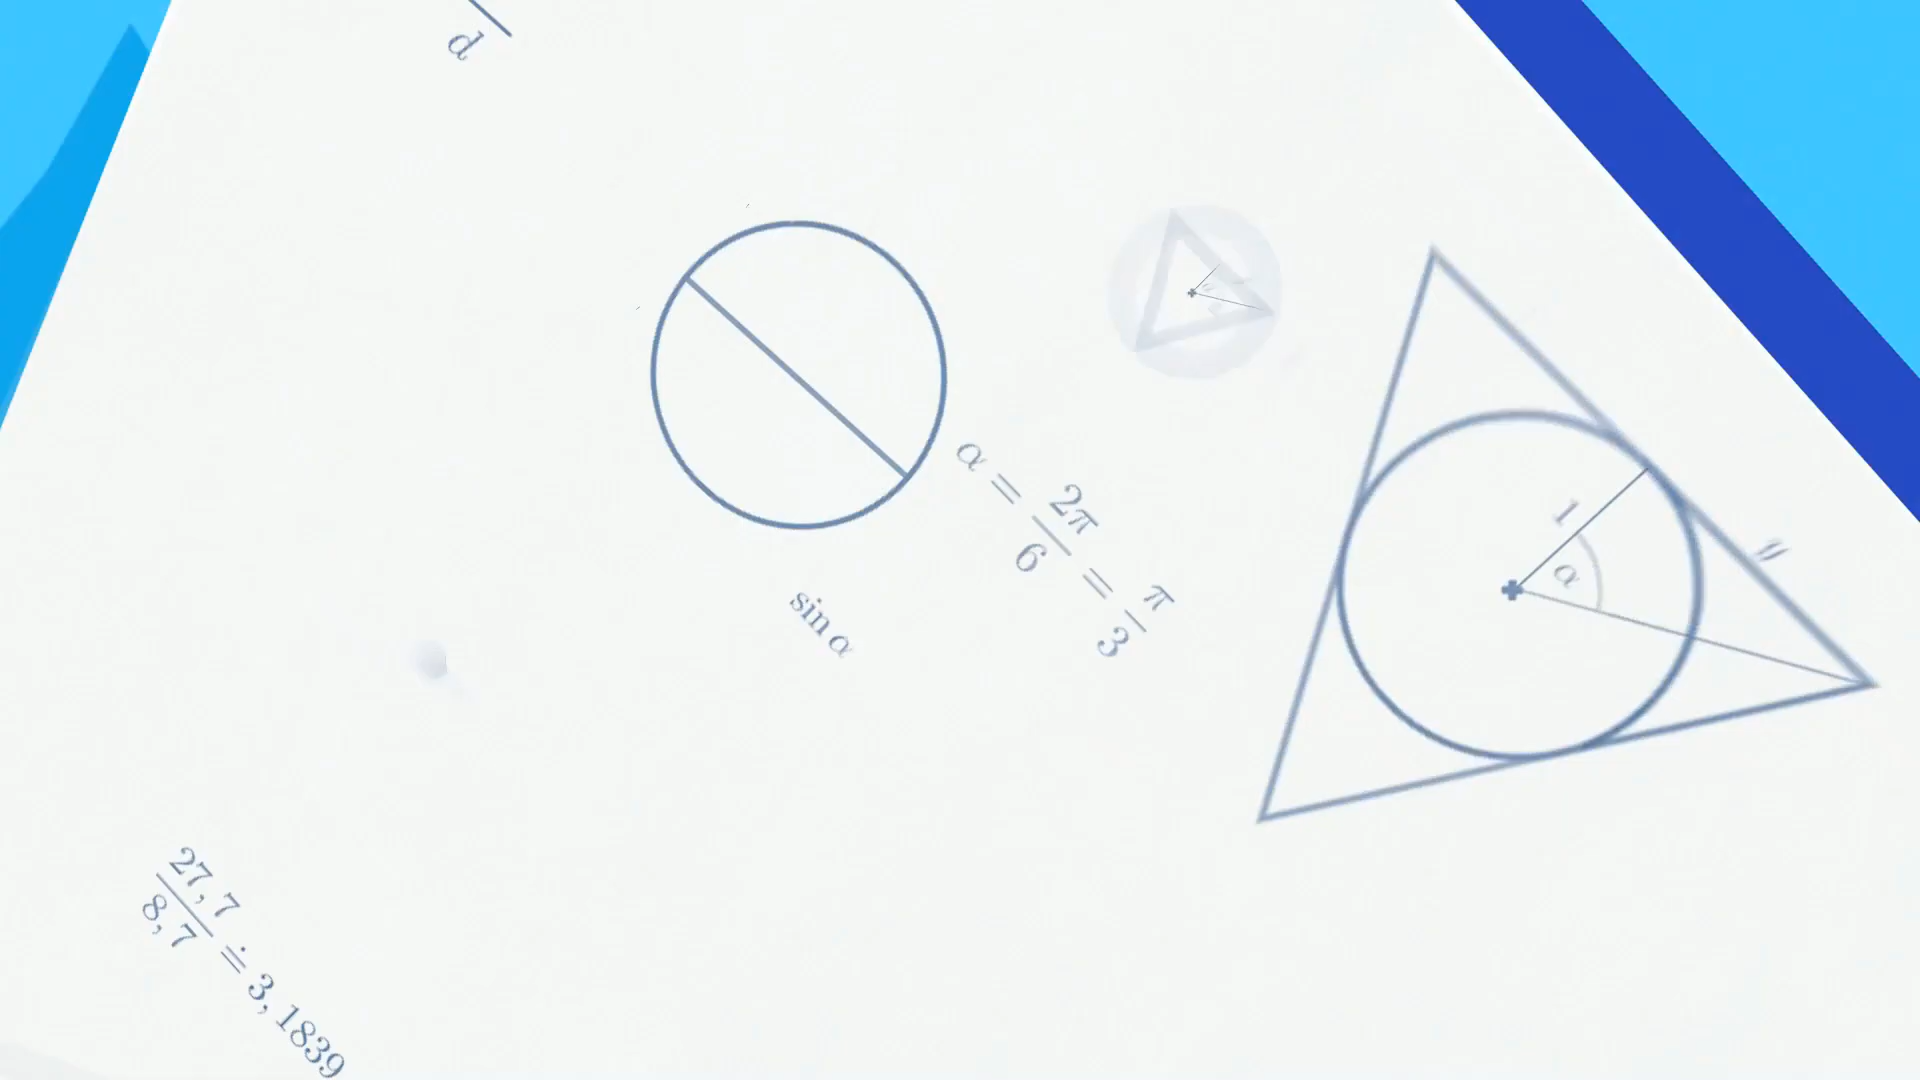 d
α = 2π/6 = π/3
sin α
1
α
y
27,7/8,7 ≐ 3,1839